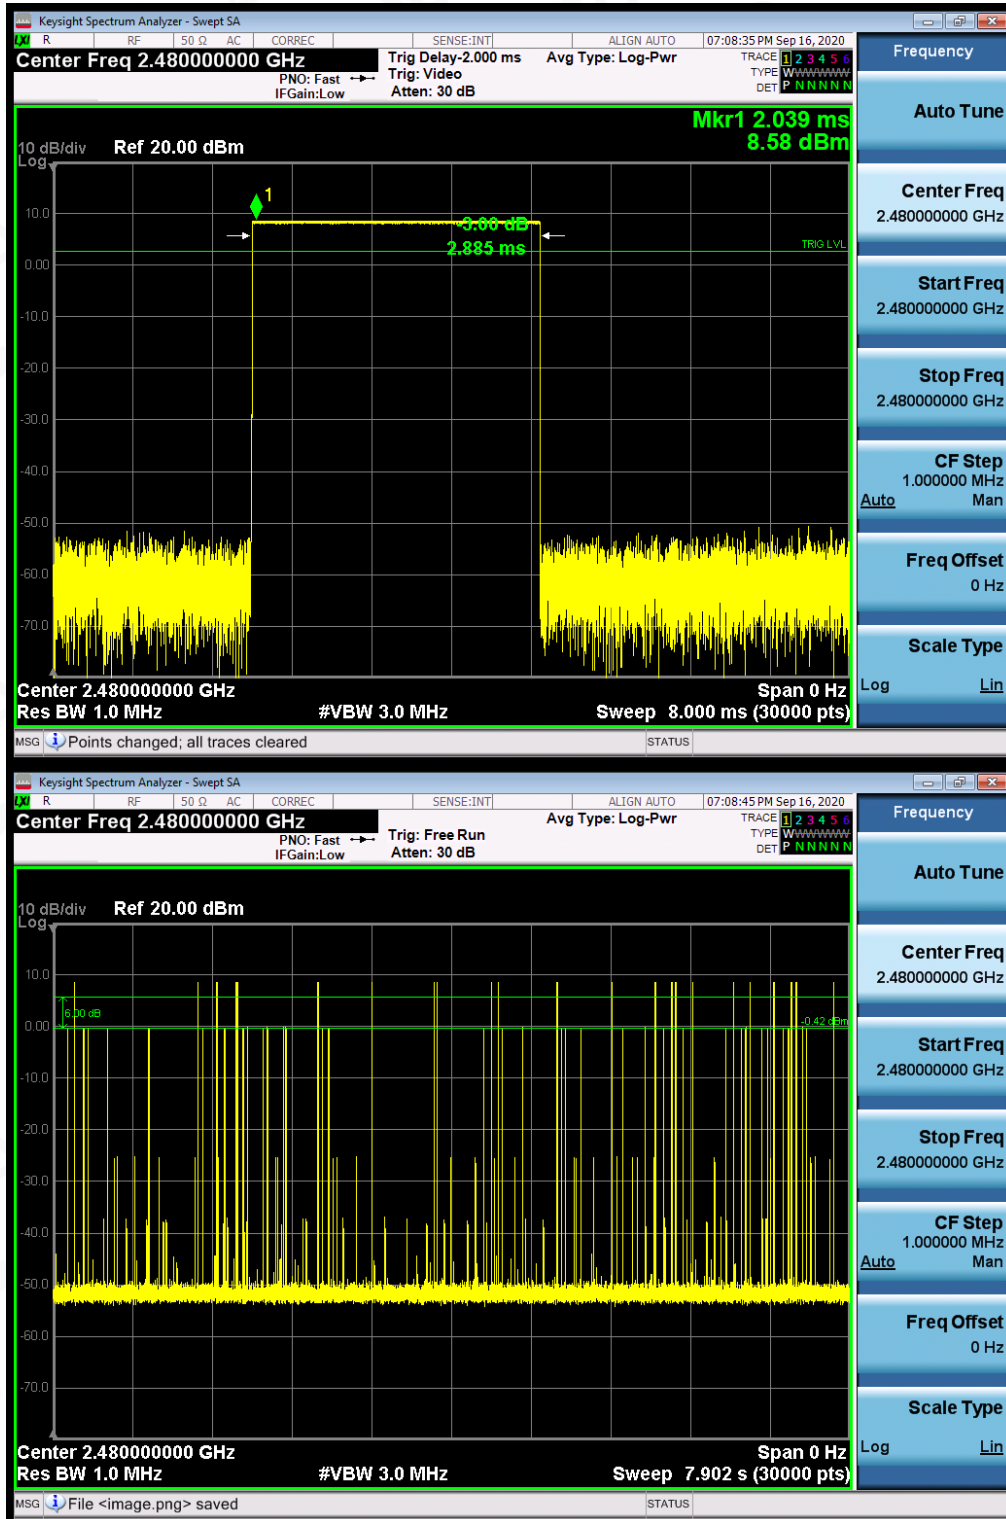 Keysight Spectrum Analyzer - Swept SA
LXI R RF 50 Ω AC CORREC SENSE:INT ALIGN AUTO 07:08:35 PM Sep 16, 2020
Center Freq 2.480000000 GHz
PNO: Fast
IFGain:Low
Trig Delay-2.000 ms
Trig: Video
Atten: 30 dB
Avg Type: Log-Pwr
TRACE 1 2 3 4 5 6
TYPE WWWWWW
DET P N N N N N
Mkr1 2.039 ms
8.58 dBm
10 dB/div Ref 20.00 dBm
Log
1
10.0
-3.00 dB
2.885 ms
TRIG LVL
0.00
-10.0
-20.0
-30.0
-40.0
-50.0
-60.0
-70.0
Center 2.480000000 GHz Span 0 Hz
Res BW 1.0 MHz #VBW 3.0 MHz Sweep 8.000 ms (30000 pts)
MSG Points changed; all traces cleared STATUS
Frequency
Auto Tune
Center Freq
2.480000000 GHz
Start Freq
2.480000000 GHz
Stop Freq
2.480000000 GHz
CF Step
1.000000 MHz
Auto Man
Freq Offset
0 Hz
Scale Type
Log Lin
Keysight Spectrum Analyzer - Swept SA
LXI R RF 50 Ω AC CORREC SENSE:INT ALIGN AUTO 07:08:45 PM Sep 16, 2020
Center Freq 2.480000000 GHz
PNO: Fast
IFGain:Low
Trig: Free Run
Atten: 30 dB
Avg Type: Log-Pwr
TRACE 1 2 3 4 5 6
TYPE WWWWWW
DET P N N N N N
10 dB/div Ref 20.00 dBm
Log
10.0
6.00 dB
0.00
-0.42 dBm
-10.0
-20.0
-30.0
-40.0
-50.0
-60.0
-70.0
Center 2.480000000 GHz Span 0 Hz
Res BW 1.0 MHz #VBW 3.0 MHz Sweep 7.902 s (30000 pts)
MSG File <image.png> saved STATUS
Frequency
Auto Tune
Center Freq
2.480000000 GHz
Start Freq
2.480000000 GHz
Stop Freq
2.480000000 GHz
CF Step
1.000000 MHz
Auto Man
Freq Offset
0 Hz
Scale Type
Log Lin